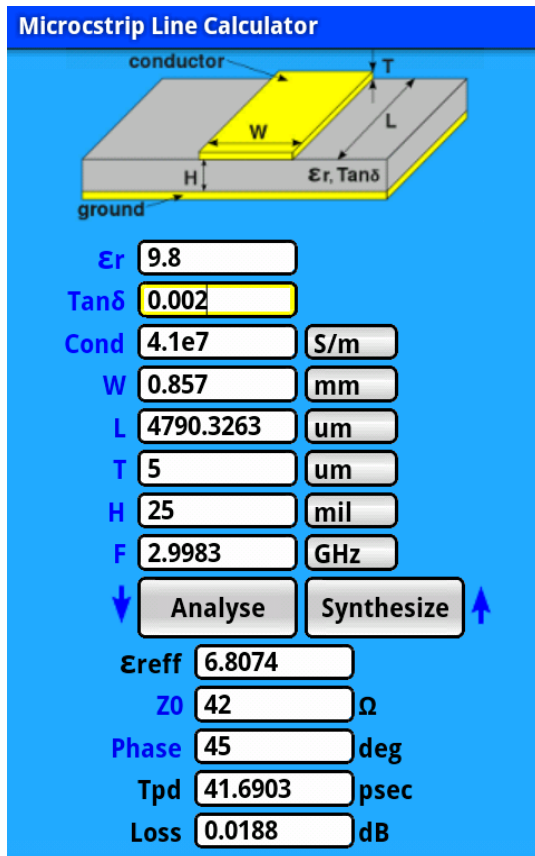 Microcstrip Line Calculator
conductor
T
W
L
H
εr, Tanδ
ground
εr 9.8
Tanδ 0.002
Cond 4.1e7 S/m
W 0.857 mm
L 4790.3263 um
T 5 um
H 25 mil
F 2.9983 GHz
Analyse Synthesize
εreff 6.8074
Z0 42 Ω
Phase 45 deg
Tpd 41.6903 psec
Loss 0.0188 dB